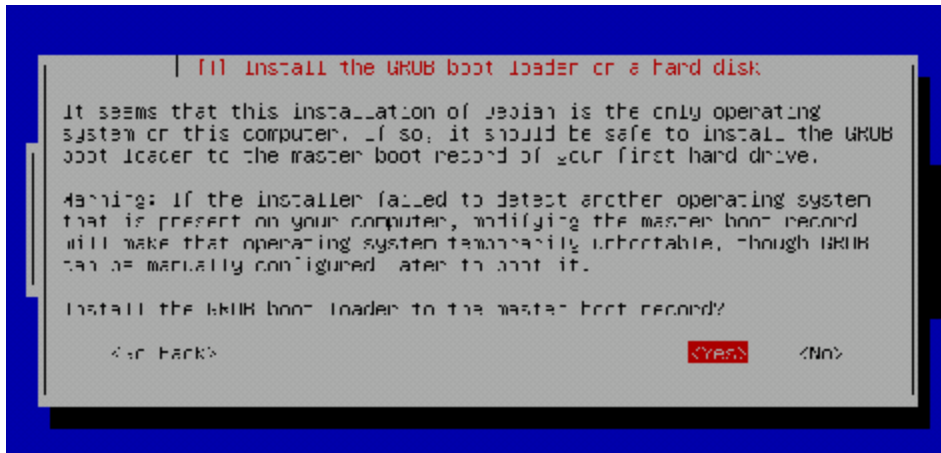 [!] Install the GRUB boot loader on a hard disk
It seems that this installation of Debian is the only operating
system on this computer. If so, it should be safe to install the GRUB
boot loader to the master boot record of your first hard drive.
Warning: If the installer failed to detect another operating system
that is present on your computer, modifying the master boot record
will make that operating system temporarily unbootable, though GRUB
can be manually configured later to boot it.
Install the GRUB boot loader to the master boot record?
<Go Back> <Yes> <No>